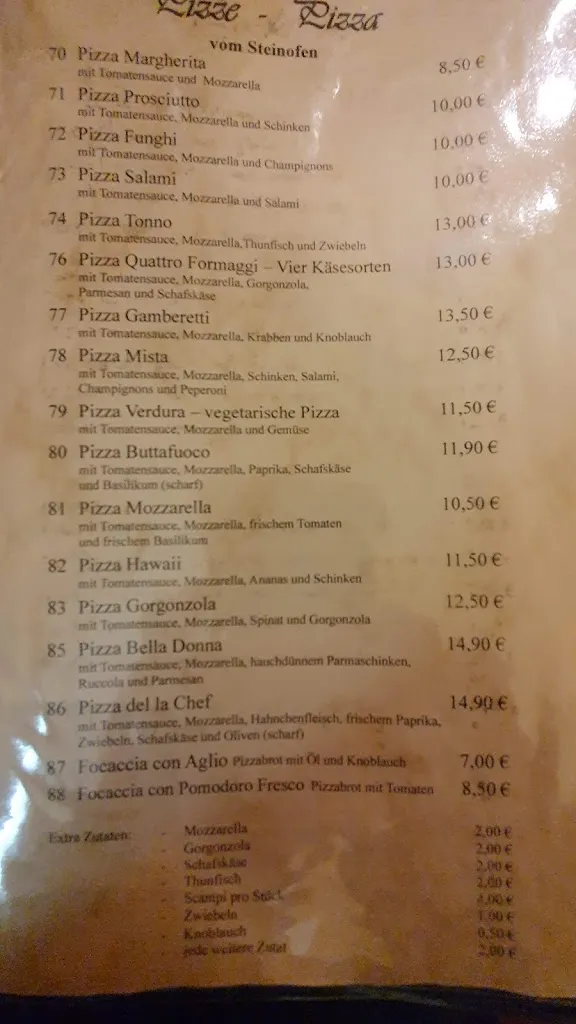 Pizze - Pizza
vom Steinofen
70 Pizza Margherita 8,50 €
mit Tomatensauce und Mozzarella
71 Pizza Prosciutto 10,00 €
mit Tomatensauce, Mozzarella und Schinken
72 Pizza Funghi 10,00 €
mit Tomatensauce, Mozzarella und Champignons
73 Pizza Salami 10,00 €
mit Tomatensauce, Mozzarella und Salami
74 Pizza Tonno 13,00 €
mit Tomatensauce, Mozzarella,Thunfisch und Zwiebeln
76 Pizza Quattro Formaggi – Vier Käsesorten 13,00 €
mit Tomatensauce, Mozzarella, Gorgonzola,
Parmesan und Schafskäse
77 Pizza Gamberetti 13,50 €
mit Tomatensauce, Mozzarella, Krabben und Knoblauch
78 Pizza Mista 12,50 €
mit Tomatensauce, Mozzarella, Schinken, Salami,
Champignons und Peperoni
79 Pizza Verdura – vegetarische Pizza 11,50 €
mit Tomatensauce, Mozzarella und Gemüse
80 Pizza Buttafuoco 11,90 €
mit Tomatensauce, Mozzarella, Paprika, Schafskäse
und Basilikum (scharf)
81 Pizza Mozzarella 10,50 €
mit Tomatensauce, Mozzarella, frischem Tomaten
und frischem Basilikum
82 Pizza Hawaii 11,50 €
mit Tomatensauce, Mozzarella, Ananas und Schinken
83 Pizza Gorgonzola 12,50 €
mit Tomatensauce, Mozzarella, Spinat und Gorgonzola
85 Pizza Bella Donna 14,90 €
mit Tomatensauce, Mozzarella, hauchdünnem Parmaschinken,
Ruccola und Parmesan
86 Pizza del la Chef 14,90 €
mit Tomatensauce, Mozzarella, Hahnchenfleisch, frischem Paprika,
Zwiebeln, Schafskäse und Oliven (scharf)
87 Focaccia con Aglio Pizzabrot mit Öl und Knoblauch 7,00 €
88 Focaccia con Pomodoro Fresco Pizzabrot mit Tomaten 8,50 €
Extra Zutaten: - Mozzarella 2,00 €
- Gorgonzola 2,00 €
- Schafskäse 2,00 €
- Thunfisch 2,00 €
- Scampi pro Stück 4,00 €
- Zwiebeln 1,00 €
- Knoblauch 0,50 €
- jede weitere Zutat 2,00 €